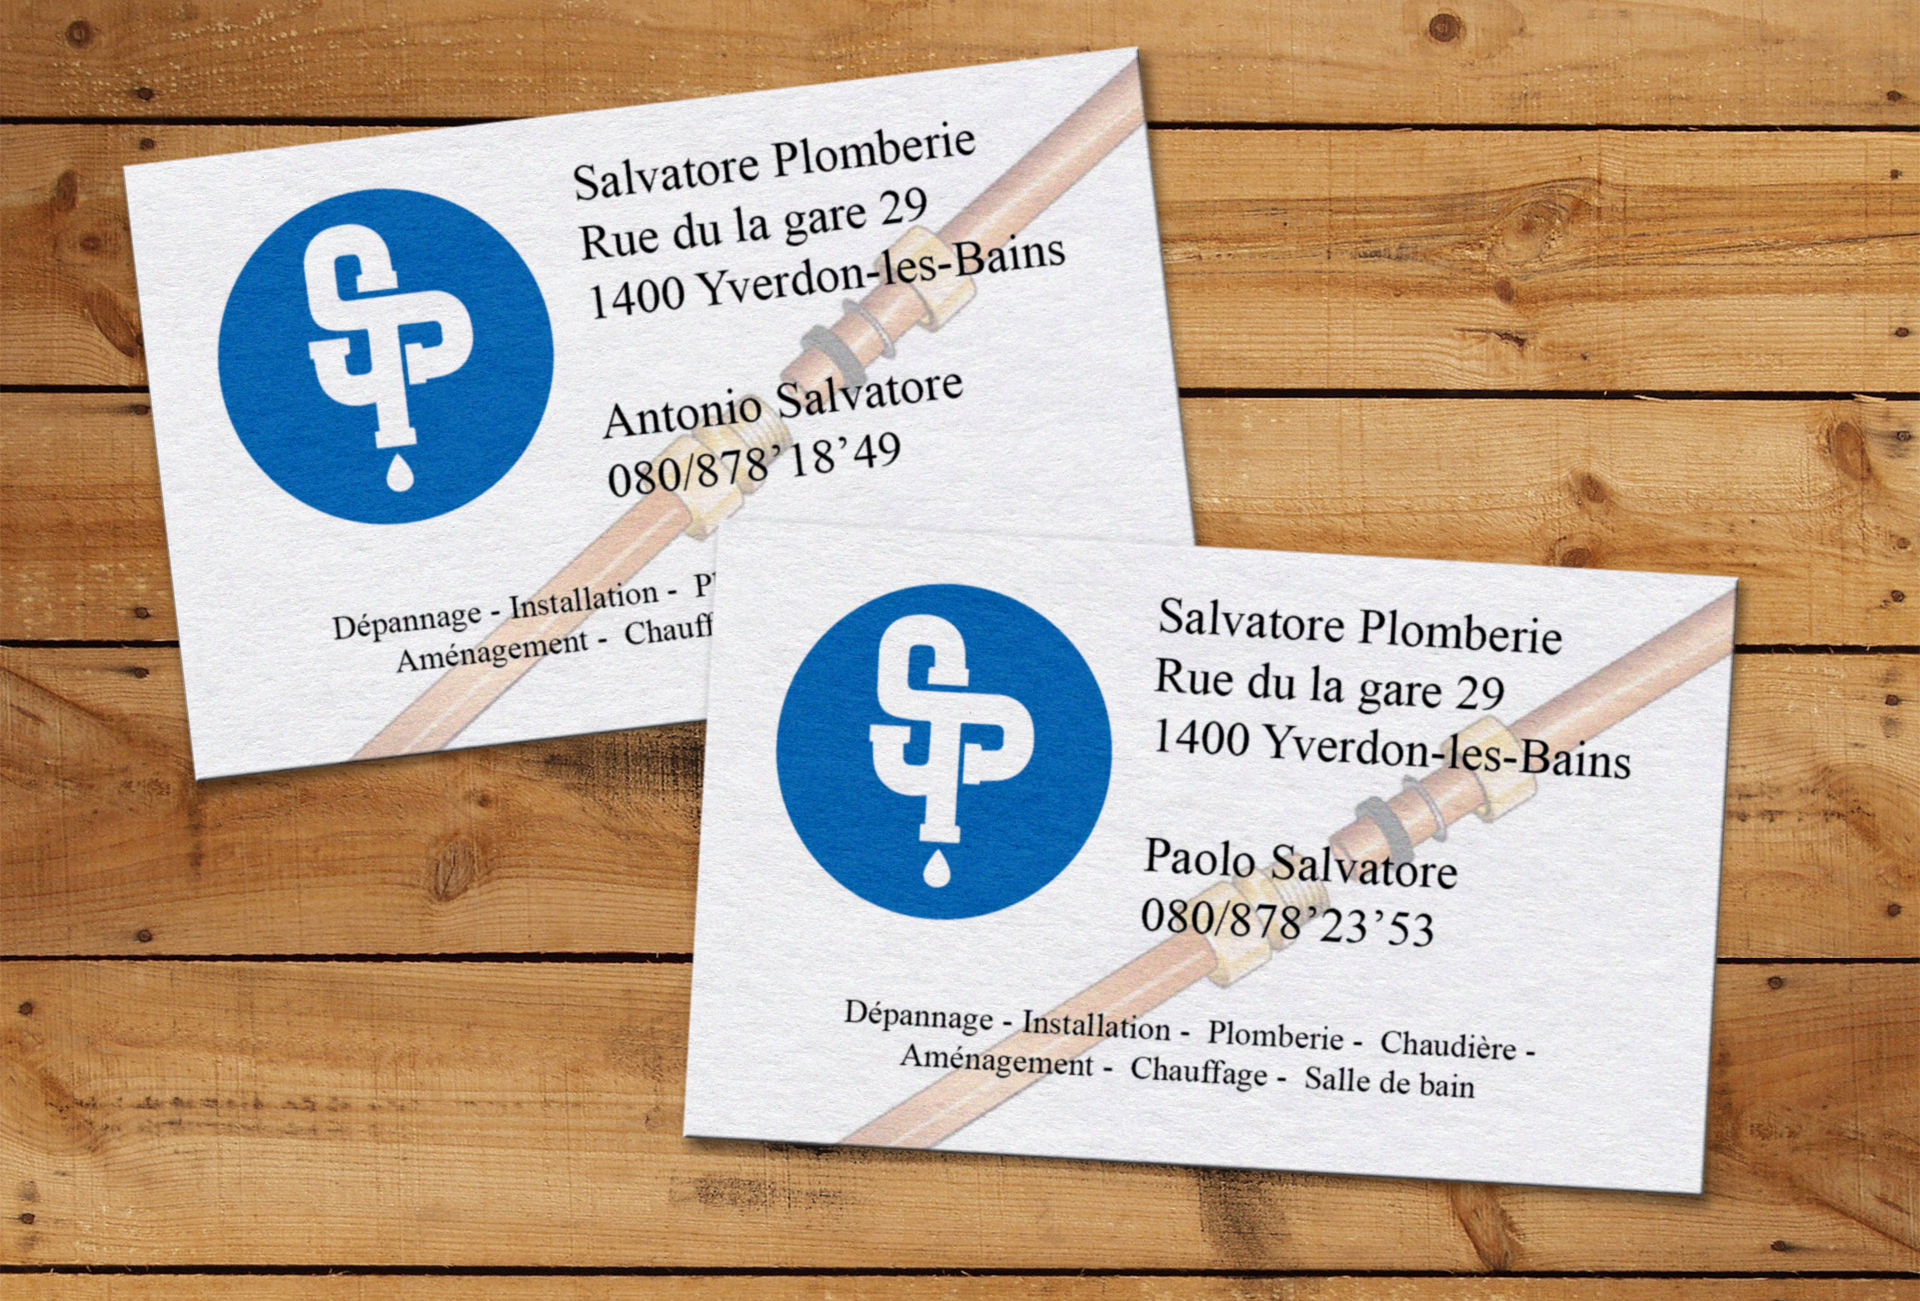 Salvatore Plomberie
Rue du la gare 29
1400 Yverdon-les-Bains
Antonio Salvatore
080/878’18’49
Dépannage - Installation -
Aménagement -
SP
Salvatore Plomberie
Rue du la gare 29
1400 Yverdon-les-Bains
Paolo Salvatore
080/878’23’53
Dépannage - Installation - Plomberie - Chaudière -
Aménagement - Chauffage - Salle de bain
SP